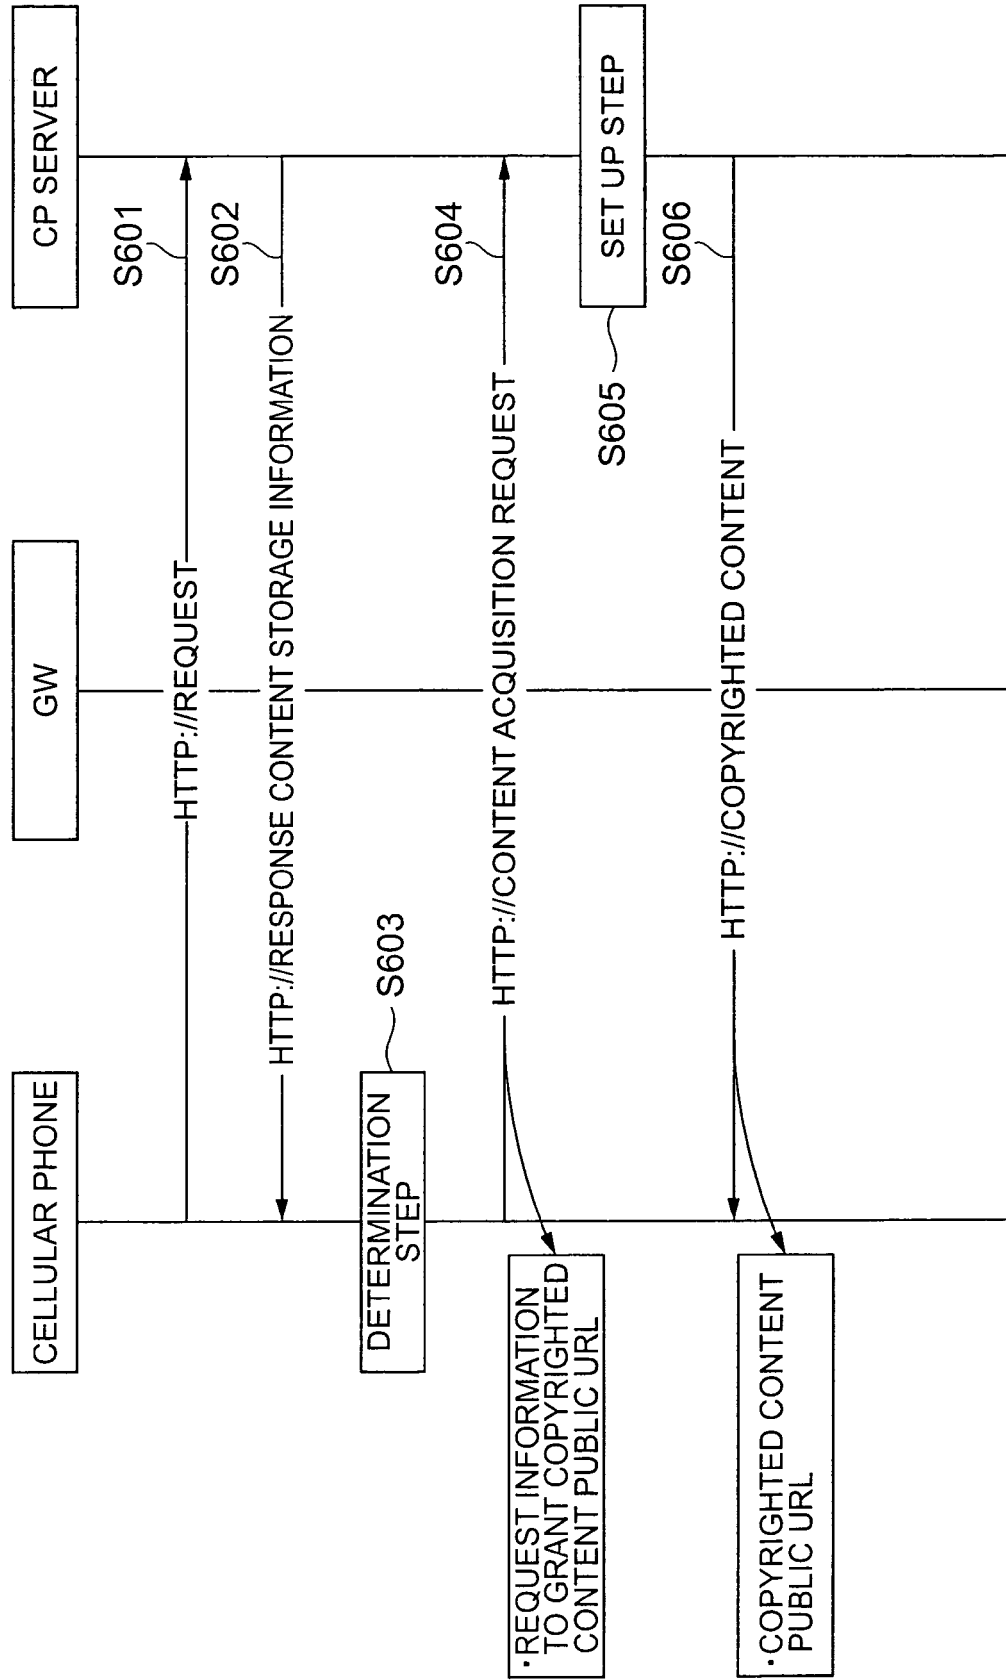 CELLULAR PHONE
GW
CP SERVER
S601
HTTP://REQUEST
S602
HTTP://RESPONSE CONTENT STORAGE INFORMATION
S603
DETERMINATION
STEP
S604
HTTP://CONTENT ACQUISITION REQUEST
·REQUEST INFORMATION
TO GRANT COPYRIGHTED
CONTENT PUBLIC URL
SET UP STEP
S605
S606
HTTP://COPYRIGHTED CONTENT
·COPYRIGHTED CONTENT
PUBLIC URL